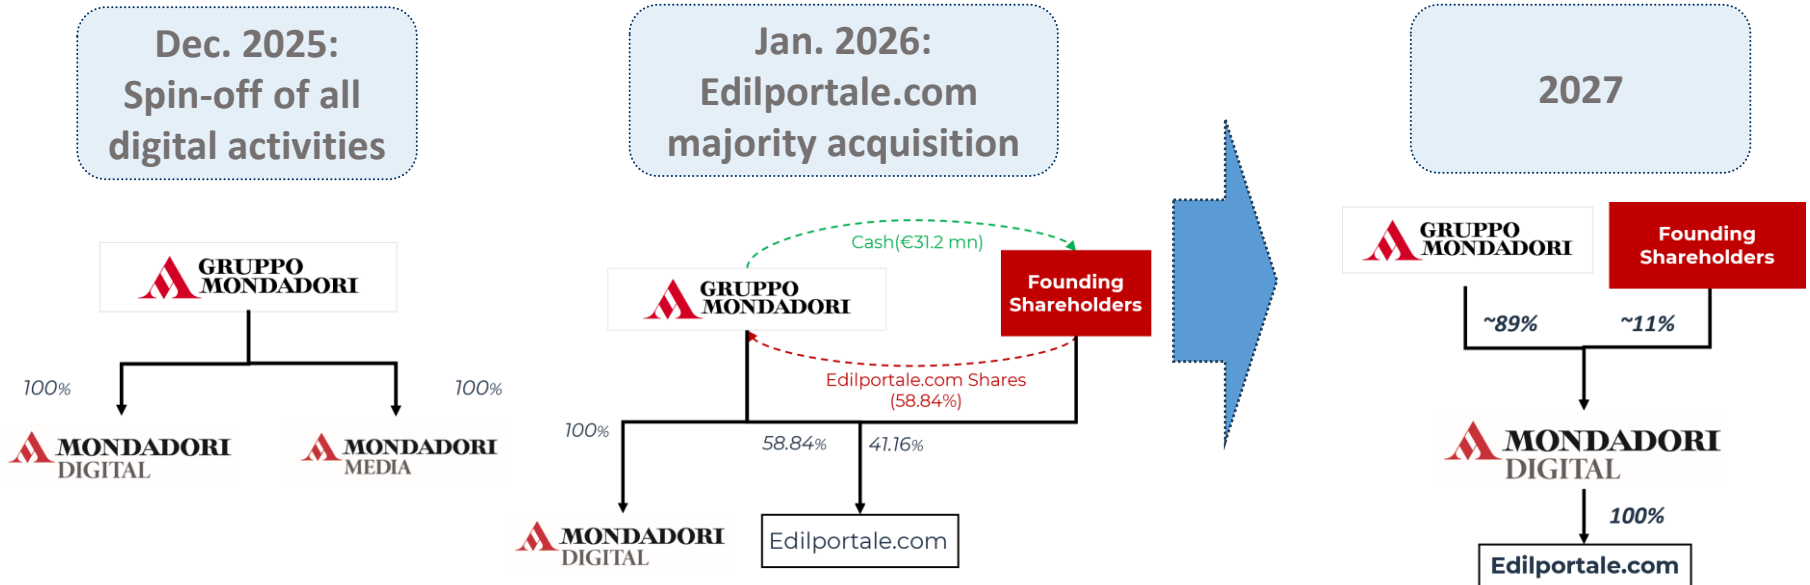 Dec. 2025:
Spin-off of all
digital activities
GRUPPO
MONDADORI
100%
100%
MONDADORI
DIGITAL
MONDADORI
MEDIA
Jan. 2026:
Edilportale.com
majority acquisition
Cash(€31.2 mn)
GRUPPO
MONDADORI
Founding
Shareholders
Edilportale.com Shares
(58.84%)
100%
58.84%
41.16%
MONDADORI
DIGITAL
Edilportale.com
2027
GRUPPO
MONDADORI
Founding
Shareholders
~89%
~11%
MONDADORI
DIGITAL
100%
Edilportale.com